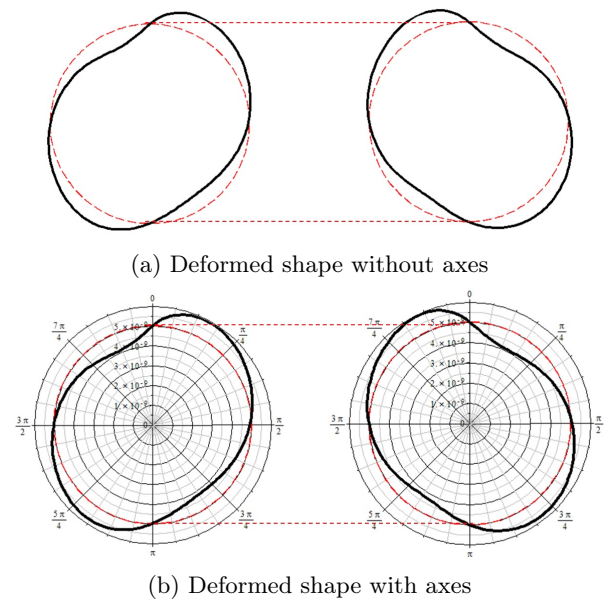 (a) Deformed shape without axes
0
7π/4
π/4
5.×10⁻⁹
4.×10⁻⁹
3.×10⁻⁹
2.×10⁻⁹
1.×10⁻⁹
0
3π/2
π/2
5π/4
3π/4
π
0
7π/4
π/4
5.×10⁻⁹
4.×10⁻⁹
3.×10⁻⁹
2.×10⁻⁹
1.×10⁻⁹
0
3π/2
π/2
5π/4
3π/4
π
(b) Deformed shape with axes